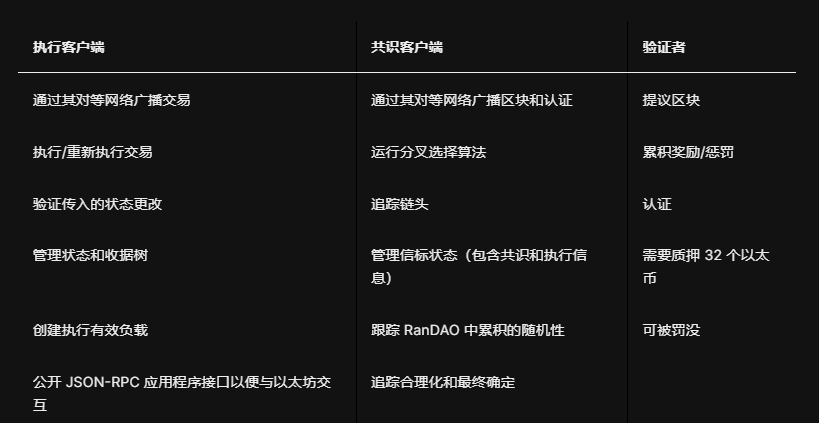 执行客户端 共识客户端 验证者
通过其对等网络广播交易 通过其对等网络广播区块和认证 提议区块
执行/重新执行交易 运行分叉选择算法 累积奖励/惩罚
验证传入的状态更改 追踪链头 认证
管理状态和收据树 管理信标状态（包含共识和执行信 需要质押 32 个以太
息） 币
创建执行有效负载 跟踪 RanDAO 中累积的随机性 可被罚没
公开 JSON-RPC 应用程序接口以便与以太坊交 追踪合理化和最终确定
互